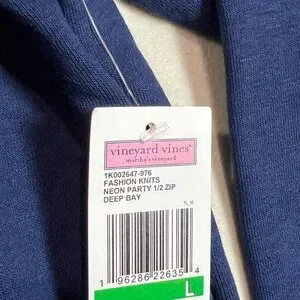 vineyard vines®
martha's vineyard
1K002647-976
FASHION KNITS
NEON PARTY 1/2 ZIP
DEEP BAY
1 96286 22635 4
L